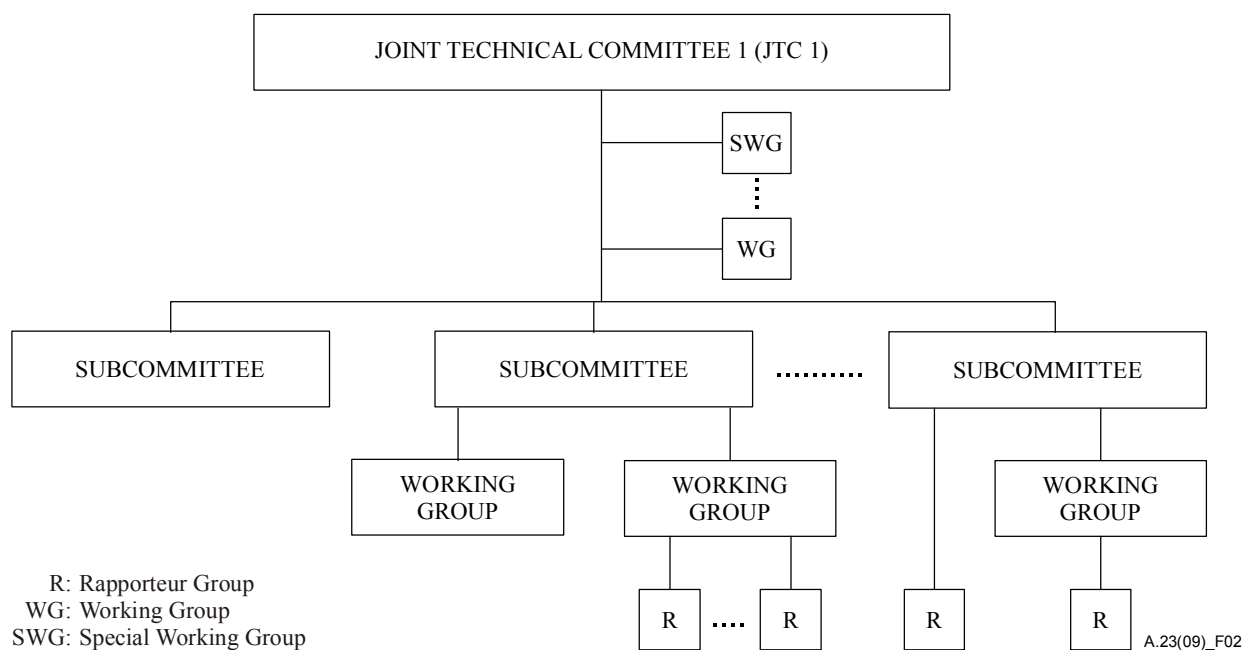 JOINT TECHNICAL COMMITTEE 1 (JTC 1)
SWG
WG
SUBCOMMITTEE
SUBCOMMITTEE
SUBCOMMITTEE
WORKING
GROUP
WORKING
GROUP
WORKING
GROUP
R
R
R
R
R: Rapporteur Group
WG: Working Group
SWG: Special Working Group
A.23(09)_F02